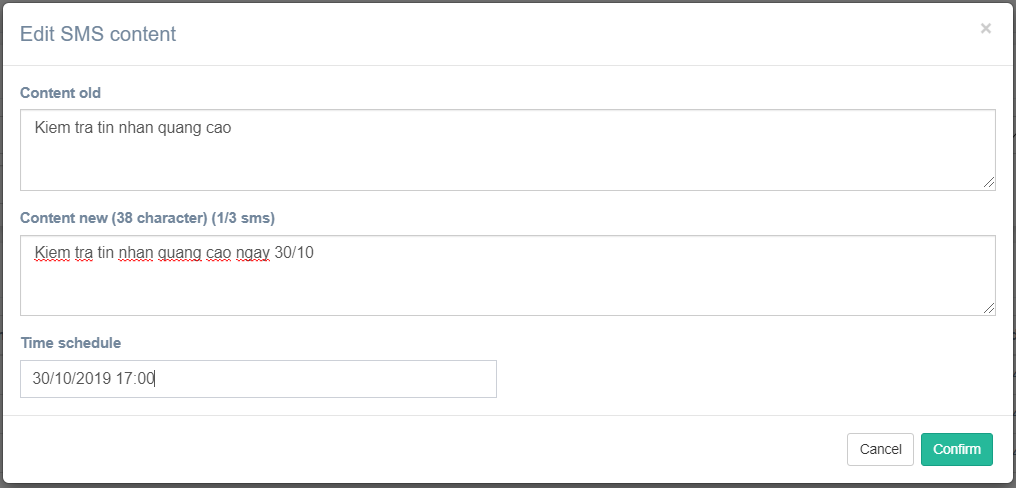 Edit SMS content
×
Content old
Kiem tra tin nhan quang cao
Content new (38 character) (1/3 sms)
Kiem tra tin nhan quang cao ngay 30/10
Time schedule
30/10/2019 17:00
Cancel Confirm